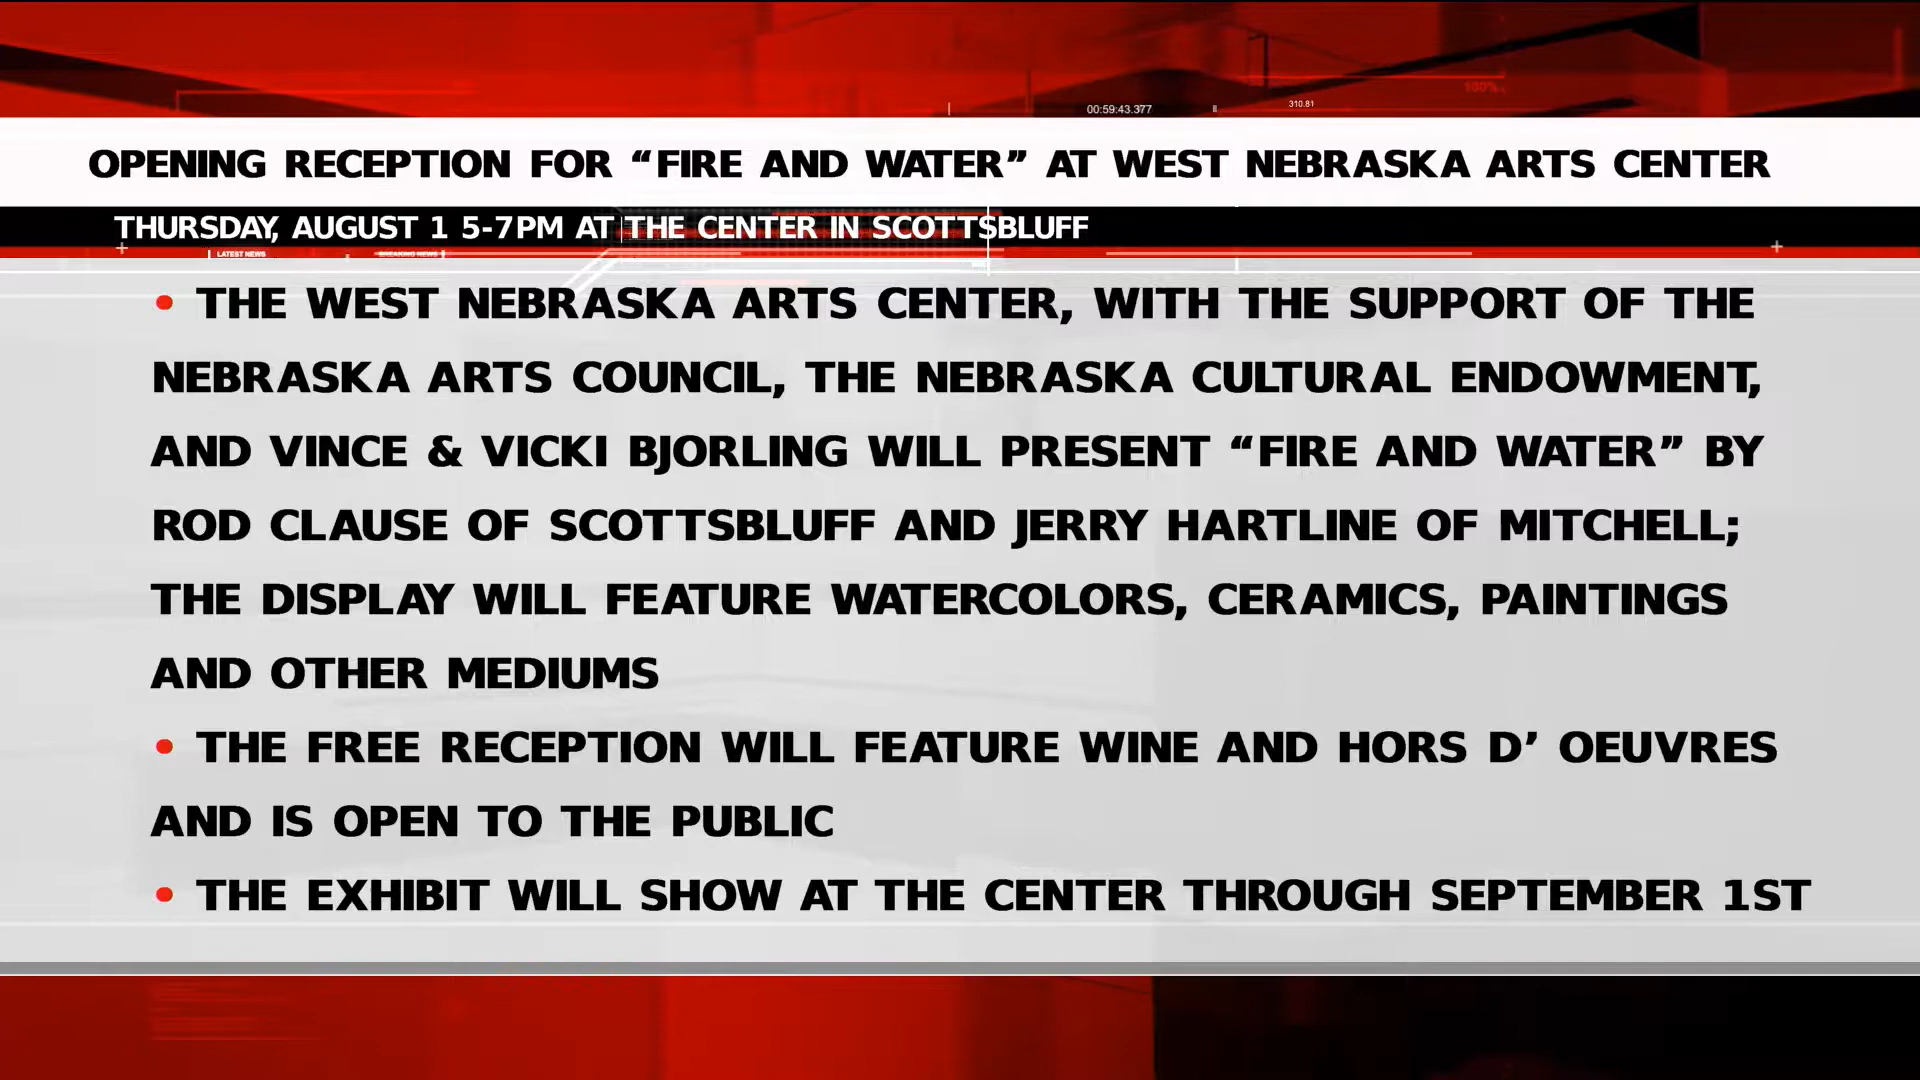 100%
00:59:43.377
310.81
OPENING RECEPTION FOR “FIRE AND WATER” AT WEST NEBRASKA ARTS CENTER
THURSDAY, AUGUST 1 5-7PM AT THE CENTER IN SCOTTSBLUFF
LATEST NEWS
BREAKING NEWS
• THE WEST NEBRASKA ARTS CENTER, WITH THE SUPPORT OF THE
NEBRASKA ARTS COUNCIL, THE NEBRASKA CULTURAL ENDOWMENT,
AND VINCE & VICKI BJORLING WILL PRESENT “FIRE AND WATER” BY
ROD CLAUSE OF SCOTTSBLUFF AND JERRY HARTLINE OF MITCHELL;
THE DISPLAY WILL FEATURE WATERCOLORS, CERAMICS, PAINTINGS
AND OTHER MEDIUMS
• THE FREE RECEPTION WILL FEATURE WINE AND HORS D’ OEUVRES
AND IS OPEN TO THE PUBLIC
• THE EXHIBIT WILL SHOW AT THE CENTER THROUGH SEPTEMBER 1ST